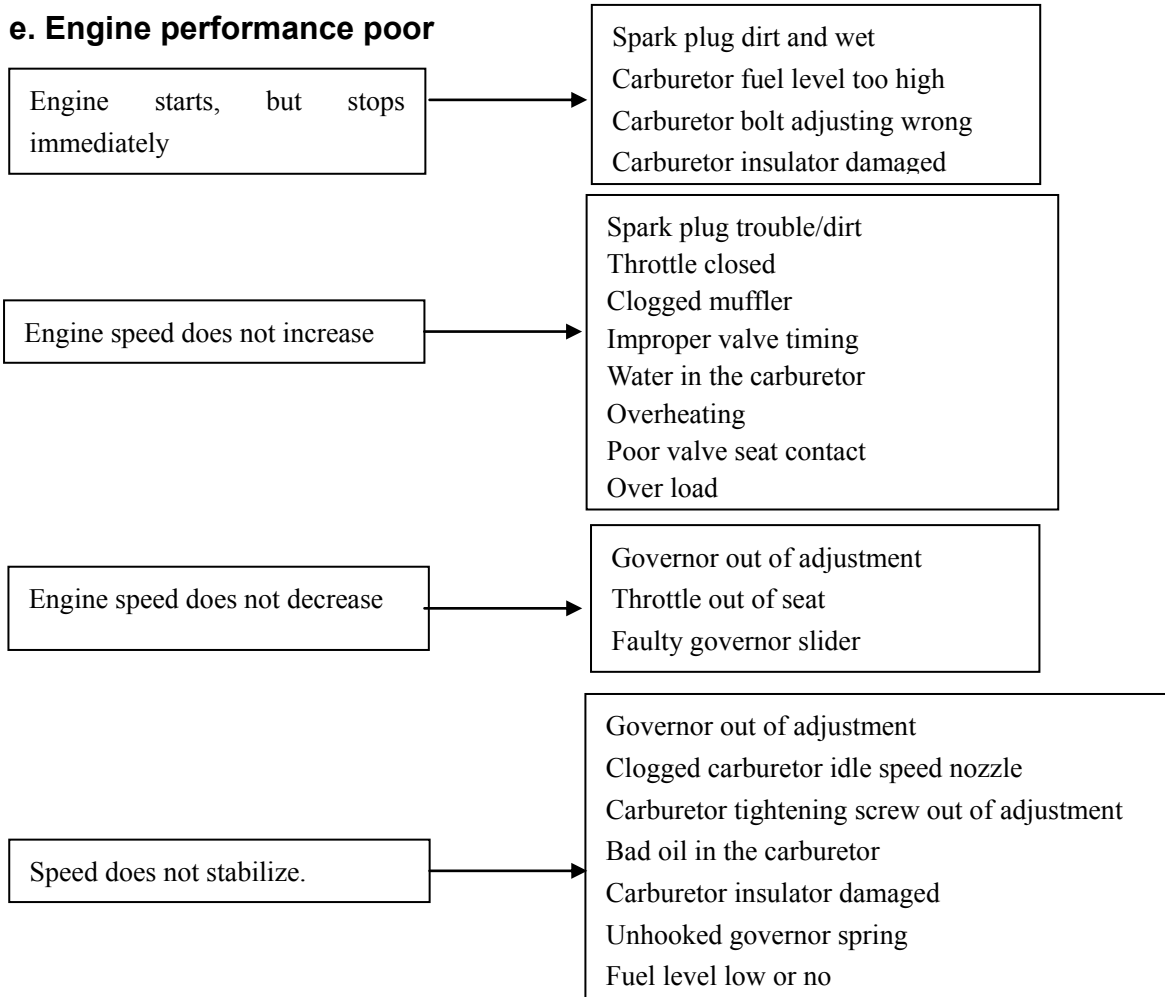 e. Engine performance poor
Engine starts, but stops
immediately
Spark plug dirt and wet
Carburetor fuel level too high
Carburetor bolt adjusting wrong
Carburetor insulator damaged
Engine speed does not increase
Spark plug trouble/dirt
Throttle closed
Clogged muffler
Improper valve timing
Water in the carburetor
Overheating
Poor valve seat contact
Over load
Engine speed does not decrease
Governor out of adjustment
Throttle out of seat
Faulty governor slider
Speed does not stabilize.
Governor out of adjustment
Clogged carburetor idle speed nozzle
Carburetor tightening screw out of adjustment
Bad oil in the carburetor
Carburetor insulator damaged
Unhooked governor spring
Fuel level low or no